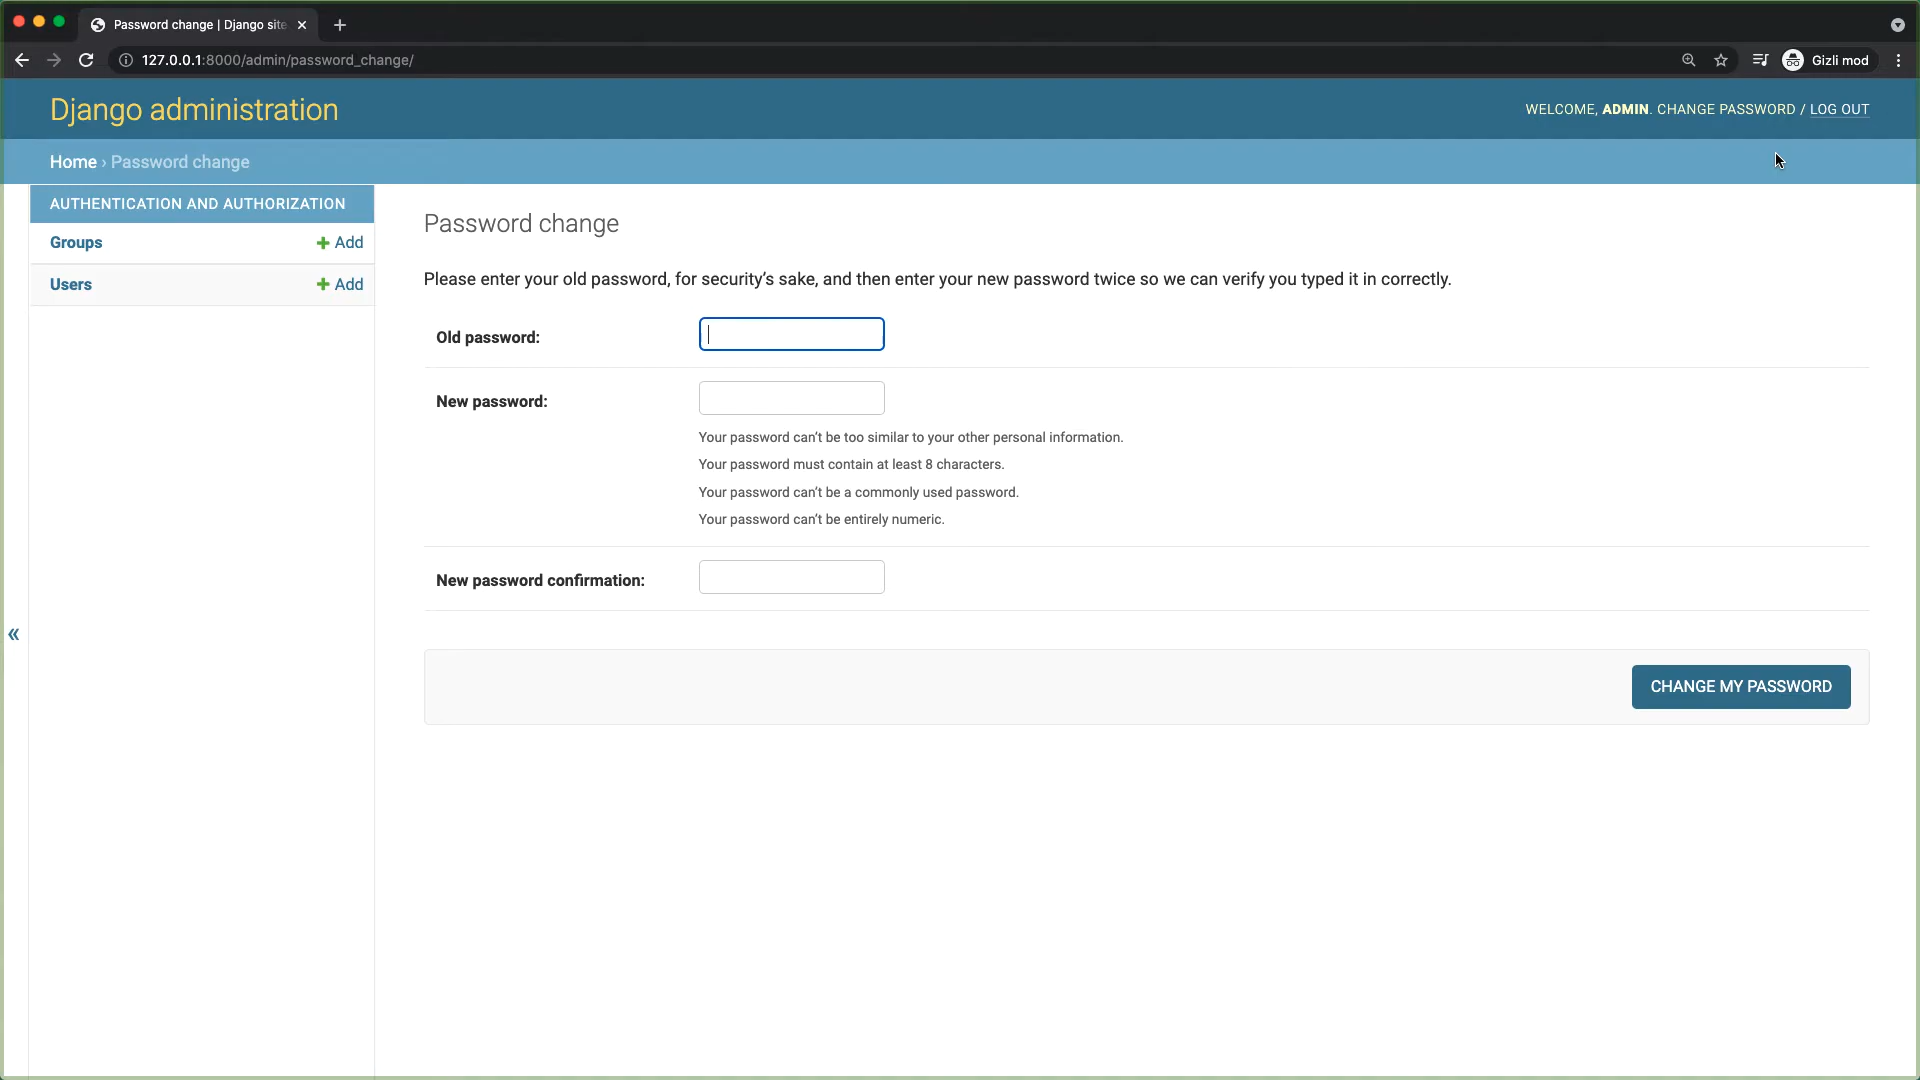 Password change | Django site
127.0.0.1:8000/admin/password_change/
Gizli mod
Django administration
WELCOME, ADMIN. CHANGE PASSWORD / LOG OUT
Home › Password change
AUTHENTICATION AND AUTHORIZATION
Groups
+ Add
Users
+ Add
Password change
Please enter your old password, for security’s sake, and then enter your new password twice so we can verify you typed it in correctly.
Old password:
New password:
Your password can’t be too similar to your other personal information.
Your password must contain at least 8 characters.
Your password can’t be a commonly used password.
Your password can’t be entirely numeric.
New password confirmation:
«
CHANGE MY PASSWORD